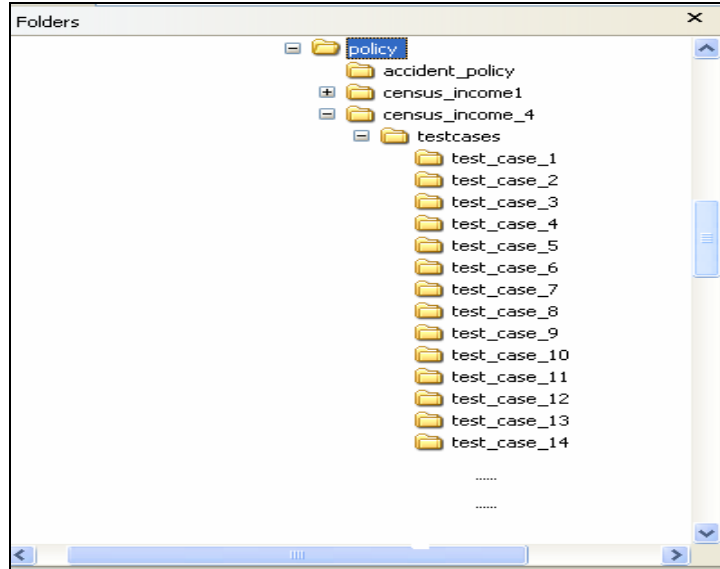 Folders
policy
accident_policy
census_income1
census_income_4
testcases
test_case_1
test_case_2
test_case_3
test_case_4
test_case_5
test_case_6
test_case_7
test_case_8
test_case_9
test_case_10
test_case_11
test_case_12
test_case_13
test_case_14
......
......